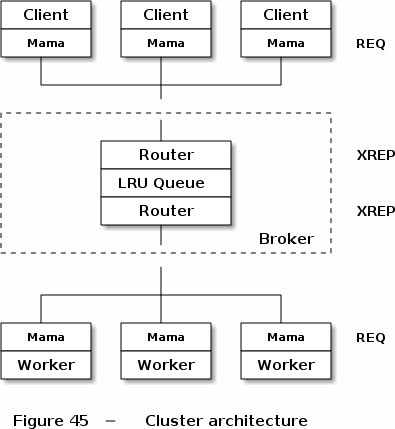 Client Client Client
Mama Mama Mama REQ
Router XREP
LRU Queue
Router XREP
Broker
Mama Mama Mama REQ
Worker Worker Worker
Figure 45 – Cluster architecture